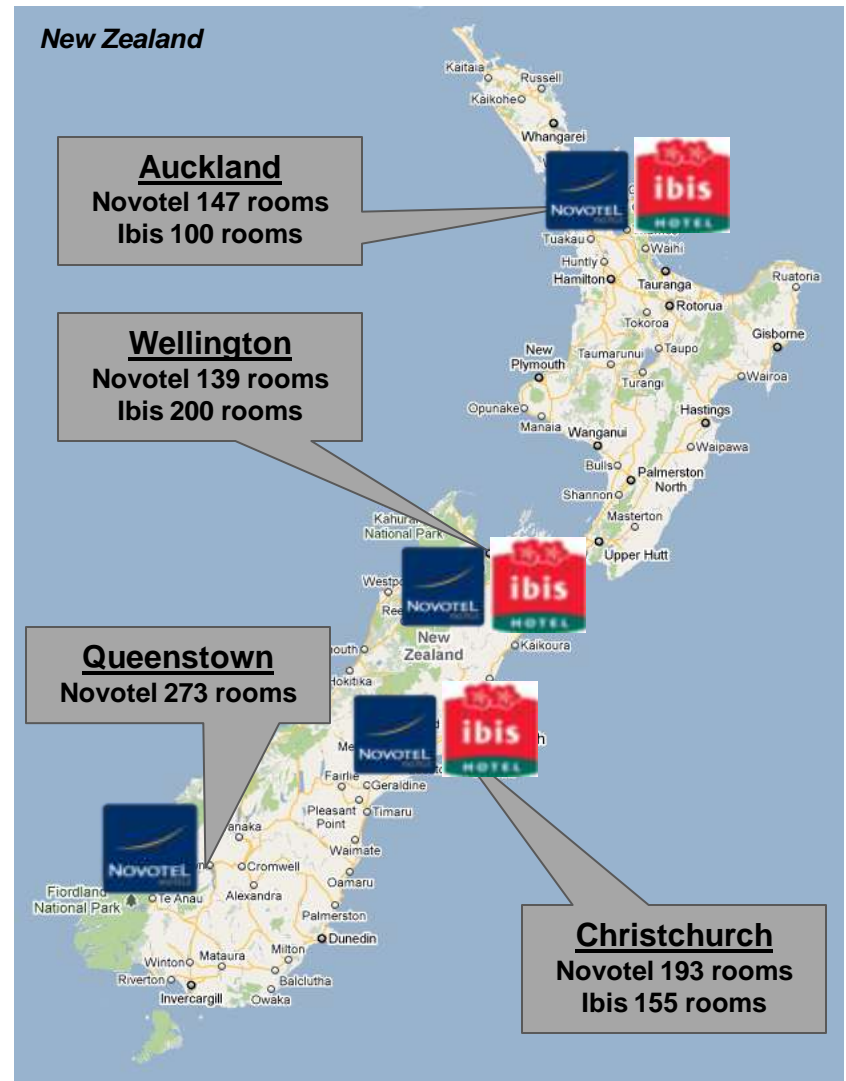 New Zealand
Kaitaia
Russell
Kaikohe
Whangarei
Auckland
Novotel 147 rooms
Ibis 100 rooms
NOVOTEL
HOTELS
ibis
HOTEL
Tuakau
Waihi
Huntly
Hamilton
Tauranga
Ruatoria
Rotorua
Tokoroa
Gisborne
Wellington
Novotel 139 rooms
Ibis 200 rooms
New
Plymouth
Taumarunui
Taupo
Turangi
Wairoa
Opunake
Manaia
Hastings
Wanganui
Waipawa
Bulls
Palmerston
North
Shannon
Masterton
Kahurangi
National Park
Upper Hutt
NOVOTEL
HOTELS
ibis
HOTEL
New
Zealand
Kaikoura
Queenstown
Novotel 273 rooms
Hokitika
NOVOTEL
HOTELS
ibis
HOTEL
Fairlie
Geraldine
Pleasant
Point
Timaru
Waimate
NOVOTEL
HOTELS
Cromwell
Oamaru
Fiordland
National Park
Te Anau
Alexandra
Palmerston
Dunedin
Winton
Mataura
Milton
Riverton
Balclutha
Invercargill
Owaka
Christchurch
Novotel 193 rooms
Ibis 155 rooms